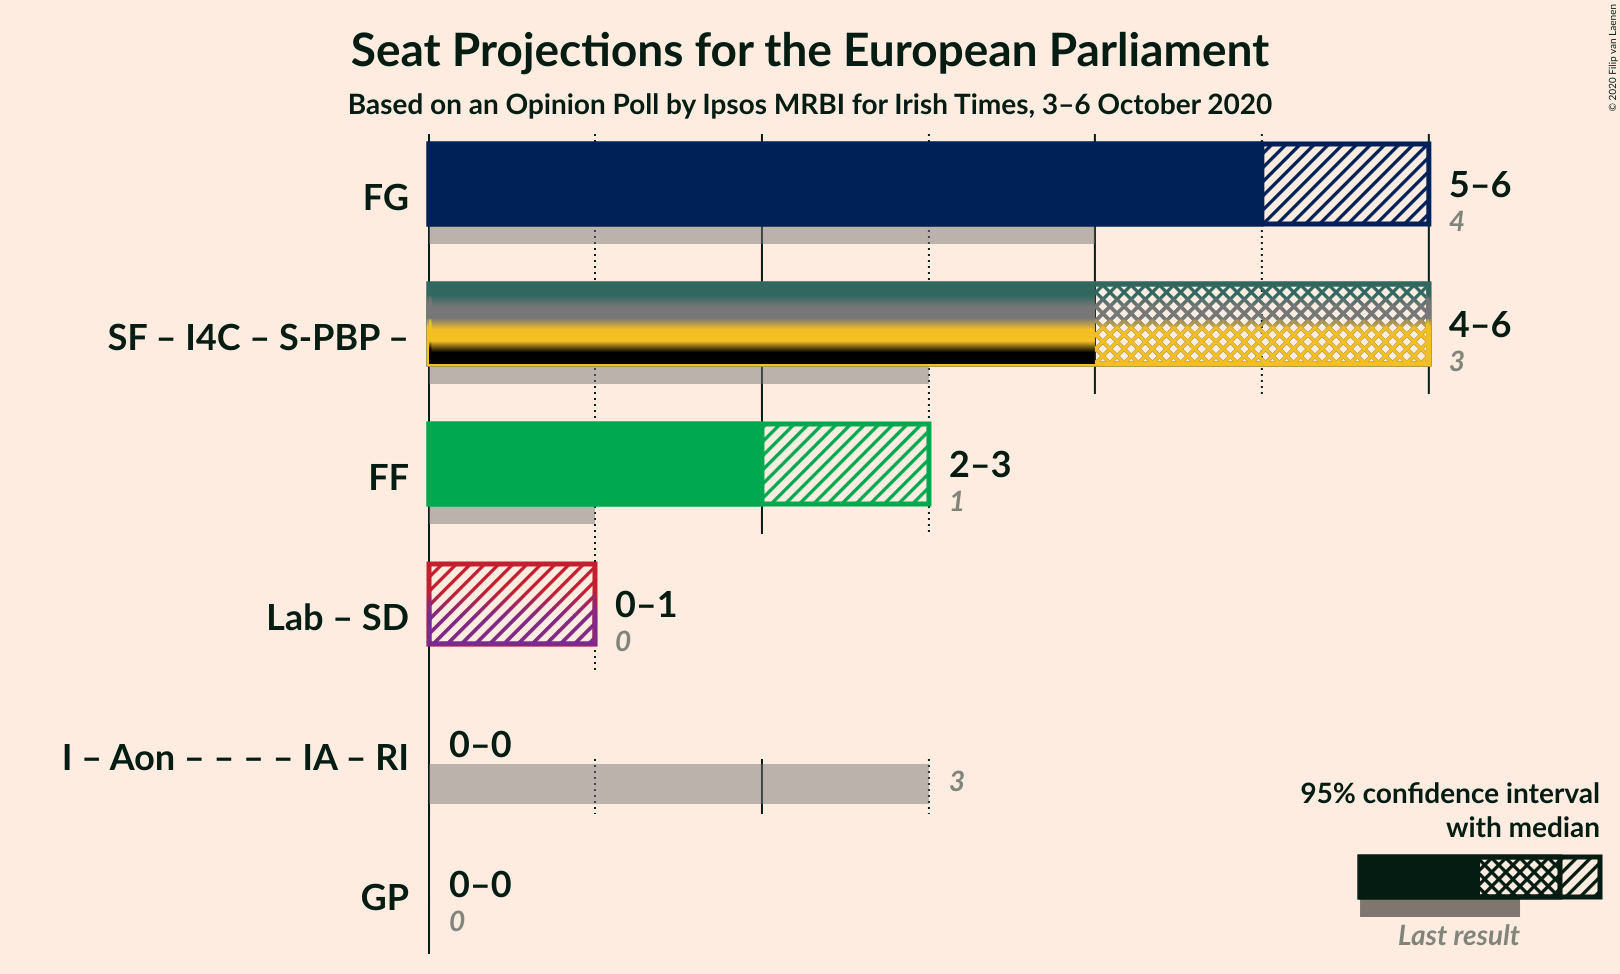 Seat Projections for the European Parliament
Based on an Opinion Poll by Ipsos MRBI for Irish Times, 3–6 October 2020
© 2020 Filip van Laenen
FG
5–6
4
SF – I4C – S-PBP –
4–6
3
FF
2–3
1
Lab – SD
0–1
0
I – Aon – – – – IA – RI
0–0
3
GP
0–0
0
95% confidence interval
with median
Last result